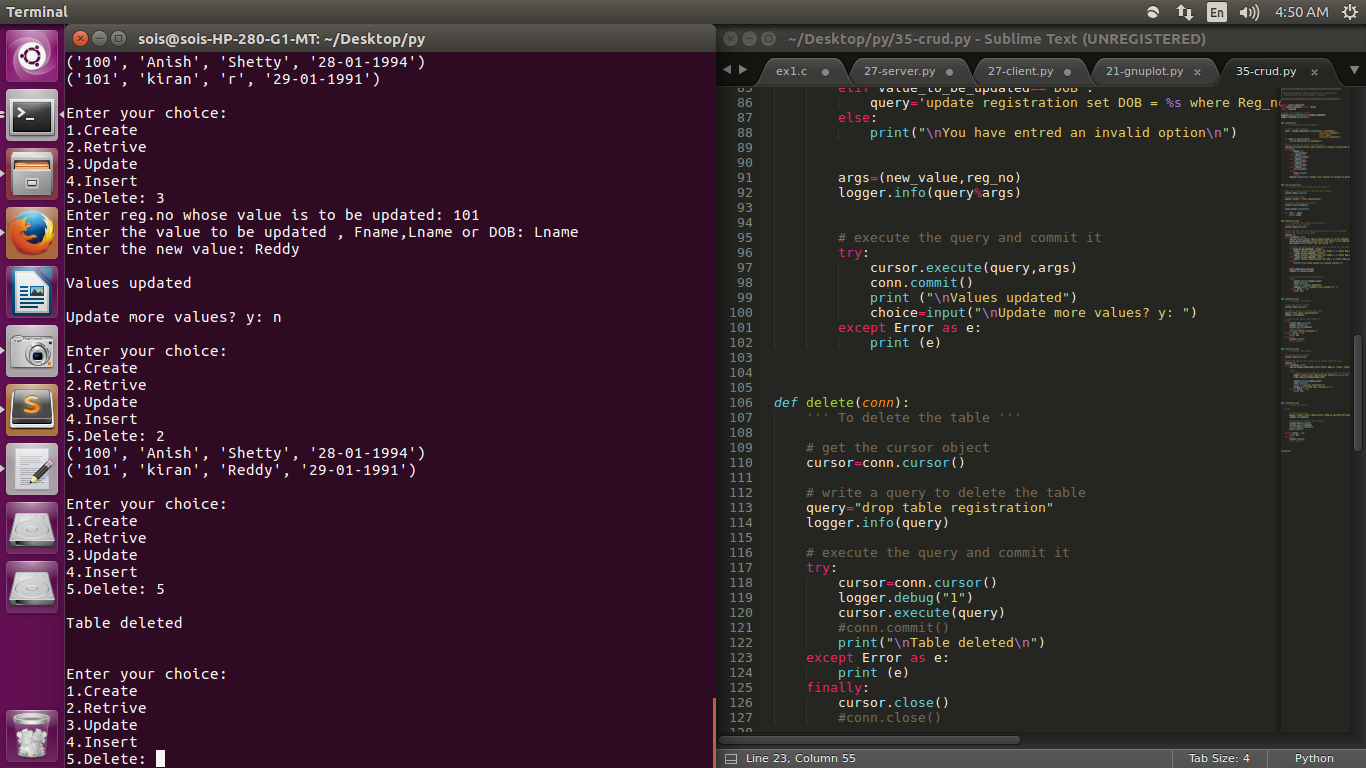 Terminal
En
4:50 AM
sois@sois-HP-280-G1-MT: ~/Desktop/py
('100', 'Anish', 'Shetty', '28-01-1994')
('101', 'kiran', 'r', '29-01-1991')
Enter your choice:
1.Create
2.Retrive
3.Update
4.Insert
5.Delete: 3
Enter reg.no whose value is to be updated: 101
Enter the value to be updated , Fname,Lname or DOB: Lname
Enter the new value: Reddy
Values updated
Update more values? y: n
Enter your choice:
1.Create
2.Retrive
3.Update
4.Insert
5.Delete: 2
('100', 'Anish', 'Shetty', '28-01-1994')
('101', 'kiran', 'Reddy', '29-01-1991')
Enter your choice:
1.Create
2.Retrive
3.Update
4.Insert
5.Delete: 5
Table deleted
Enter your choice:
1.Create
2.Retrive
3.Update
4.Insert
5.Delete:
~/Desktop/py/35-crud.py - Sublime Text (UNREGISTERED)
ex1.c
27-server.py
27-client.py
21-gnuplot.py
35-crud.py
85 elif value_to_be_updated== 'DOB':
86 query='update registration set DOB = %s where Reg_no
87 else:
88 print("\nYou have entred an invalid option\n")
89
90
91 args=(new_value,reg_no)
92 logger.info(query%args)
93
94
95 # execute the query and commit it
96 try:
97 cursor.execute(query,args)
98 conn.commit()
99 print ("\nValues updated")
100 choice=input("\nUpdate more values? y: ")
101 except Error as e:
102 print (e)
103
104
105
106 def delete(conn):
107 ''' To delete the table '''
108
109 # get the cursor object
110 cursor=conn.cursor()
111
112 # write a query to delete the table
113 query="drop table registration"
114 logger.info(query)
115
116 # execute the query and commit it
117 try:
118 cursor=conn.cursor()
119 logger.debug("1")
120 cursor.execute(query)
121 #conn.commit()
122 print("\nTable deleted\n")
123 except Error as e:
124 print (e)
125 finally:
126 cursor.close()
127 #conn.close()
128
Line 23, Column 55
Tab Size: 4
Python